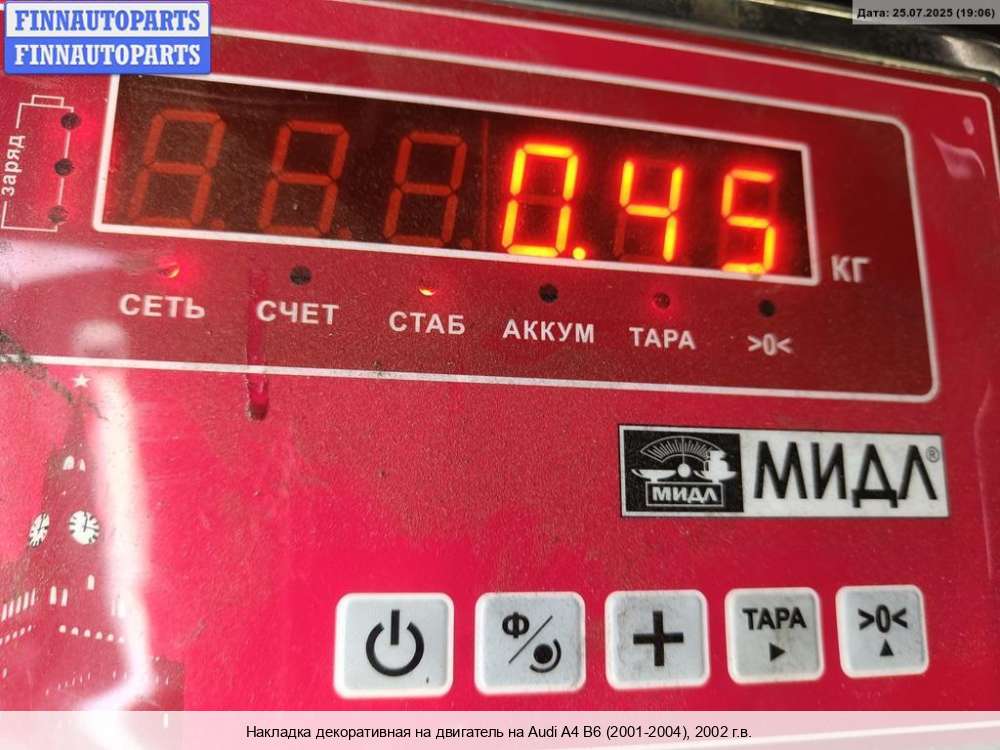 FINNAUTOPARTS
FINNAUTOPARTS
Дата: 25.07.2025 (19:06)
заряд
0.45
КГ
СЕТЬ СЧЕТ СТАБ АККУМ ТАРА >0<
МИДЛ МИДЛ®
Ф ТАРА >0<
Накладка декоративная на двигатель на Audi A4 B6 (2001-2004), 2002 г.в.